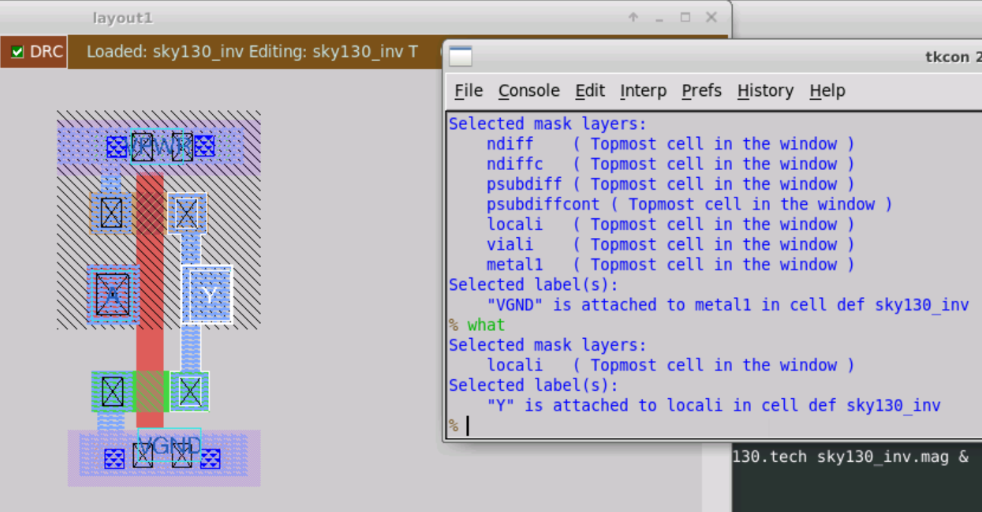 layout1
DRC Loaded: sky130_inv Editing: sky130_inv T
tkcon 2
File Console Edit Interp Prefs History Help
Selected mask layers:
ndiff ( Topmost cell in the window )
ndiffc ( Topmost cell in the window )
psubdiff ( Topmost cell in the window )
psubdiffcont ( Topmost cell in the window )
locali ( Topmost cell in the window )
viali ( Topmost cell in the window )
metal1 ( Topmost cell in the window )
Selected label(s):
"VGND" is attached to metal1 in cell def sky130_inv
% what
Selected mask layers:
locali ( Topmost cell in the window )
Selected label(s):
"Y" is attached to locali in cell def sky130_inv
%
VPWR
A
Y
VGND
130.tech sky130_inv.mag &